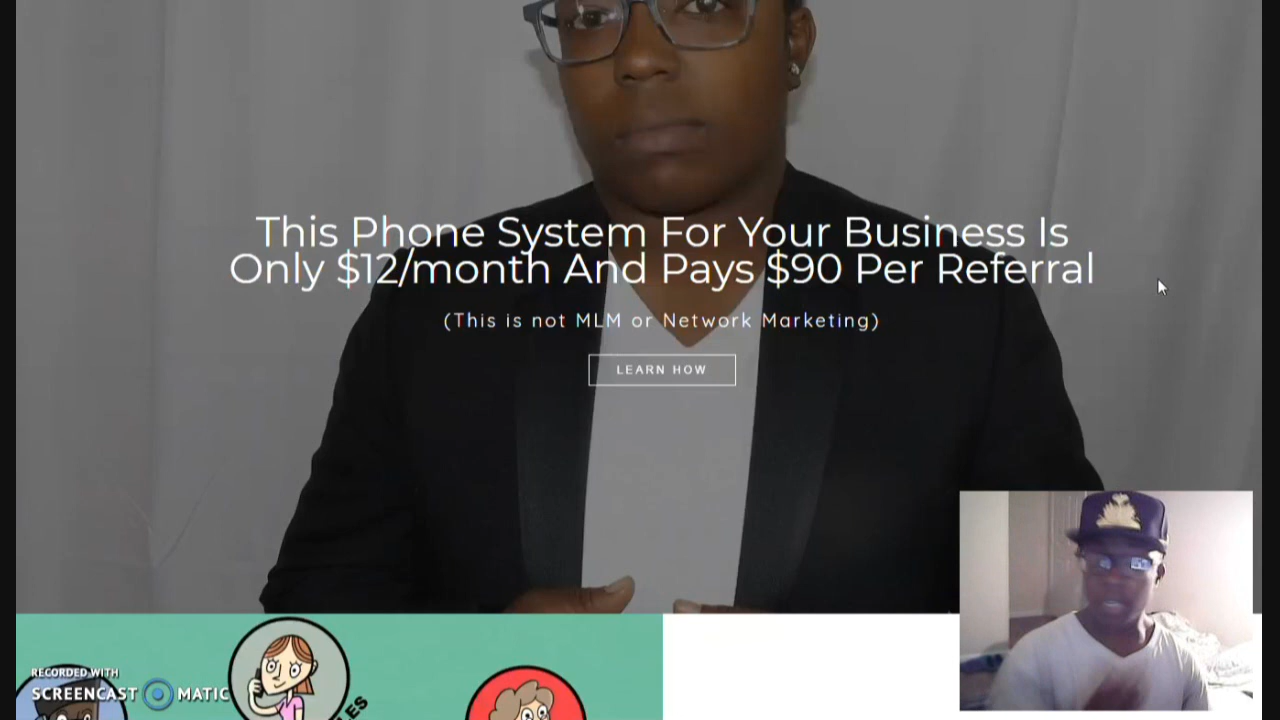 This Phone System For Your Business Is
Only $12/month And Pays $90 Per Referral
(This is not MLM or Network Marketing)
LEARN HOW
RECORDED WITH
SCREENCAST MATIC
LES